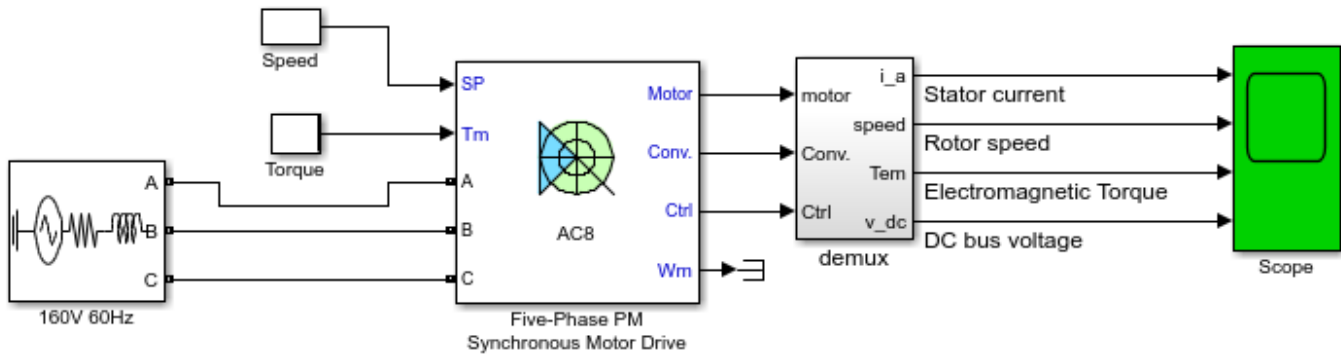 Speed
Torque
A
B
C
160V 60Hz
SP
Tm
A
B
C
Motor
Conv.
Ctrl
Wm
AC8
Five-Phase PM
Synchronous Motor Drive
motor
Conv.
Ctrl
i_a
speed
Tem
v_dc
demux
Stator current
Rotor speed
Electromagnetic Torque
DC bus voltage
Scope